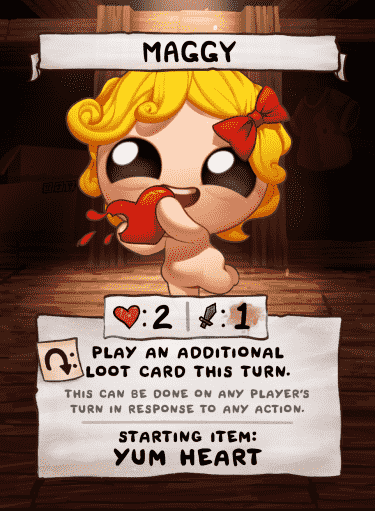 MAGGY
: 2 : 1
: PLAY AN ADDITIONAL
LOOT CARD THIS TURN.
THIS CAN BE DONE ON ANY PLAYER'S
TURN IN RESPONSE TO ANY ACTION.
STARTING ITEM:
YUM HEART